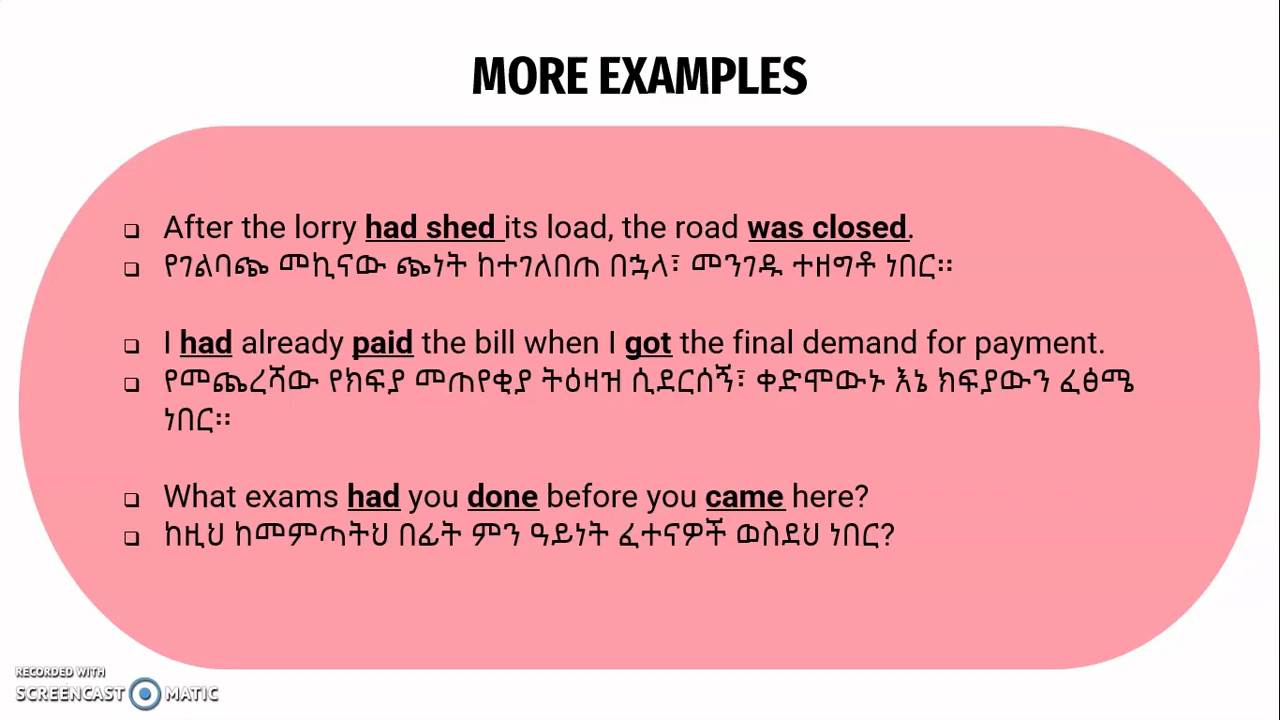 MORE EXAMPLES
❑ After the lorry had shed its load, the road was closed.
❑ የገልባጭ መኪናው ጭነት ከተገለበጠ በኋላ፣ መንገዱ ተዘግቶ ነበር፡፡
❑ I had already paid the bill when I got the final demand for payment.
❑ የመጨረሻው የክፍያ መጠየቂያ ትዕዛዝ ሲደርሰኝ፣ ቀድሞውኑ እኔ ክፍያውን ፈፅሜ
ነበር፡፡
❑ What exams had you done before you came here?
❑ ከዚህ ከመምጣትህ በፊት ምን ዓይነት ፈተናዎች ወስደህ ነበር?
RECORDED WITH
SCREENCAST MATIC